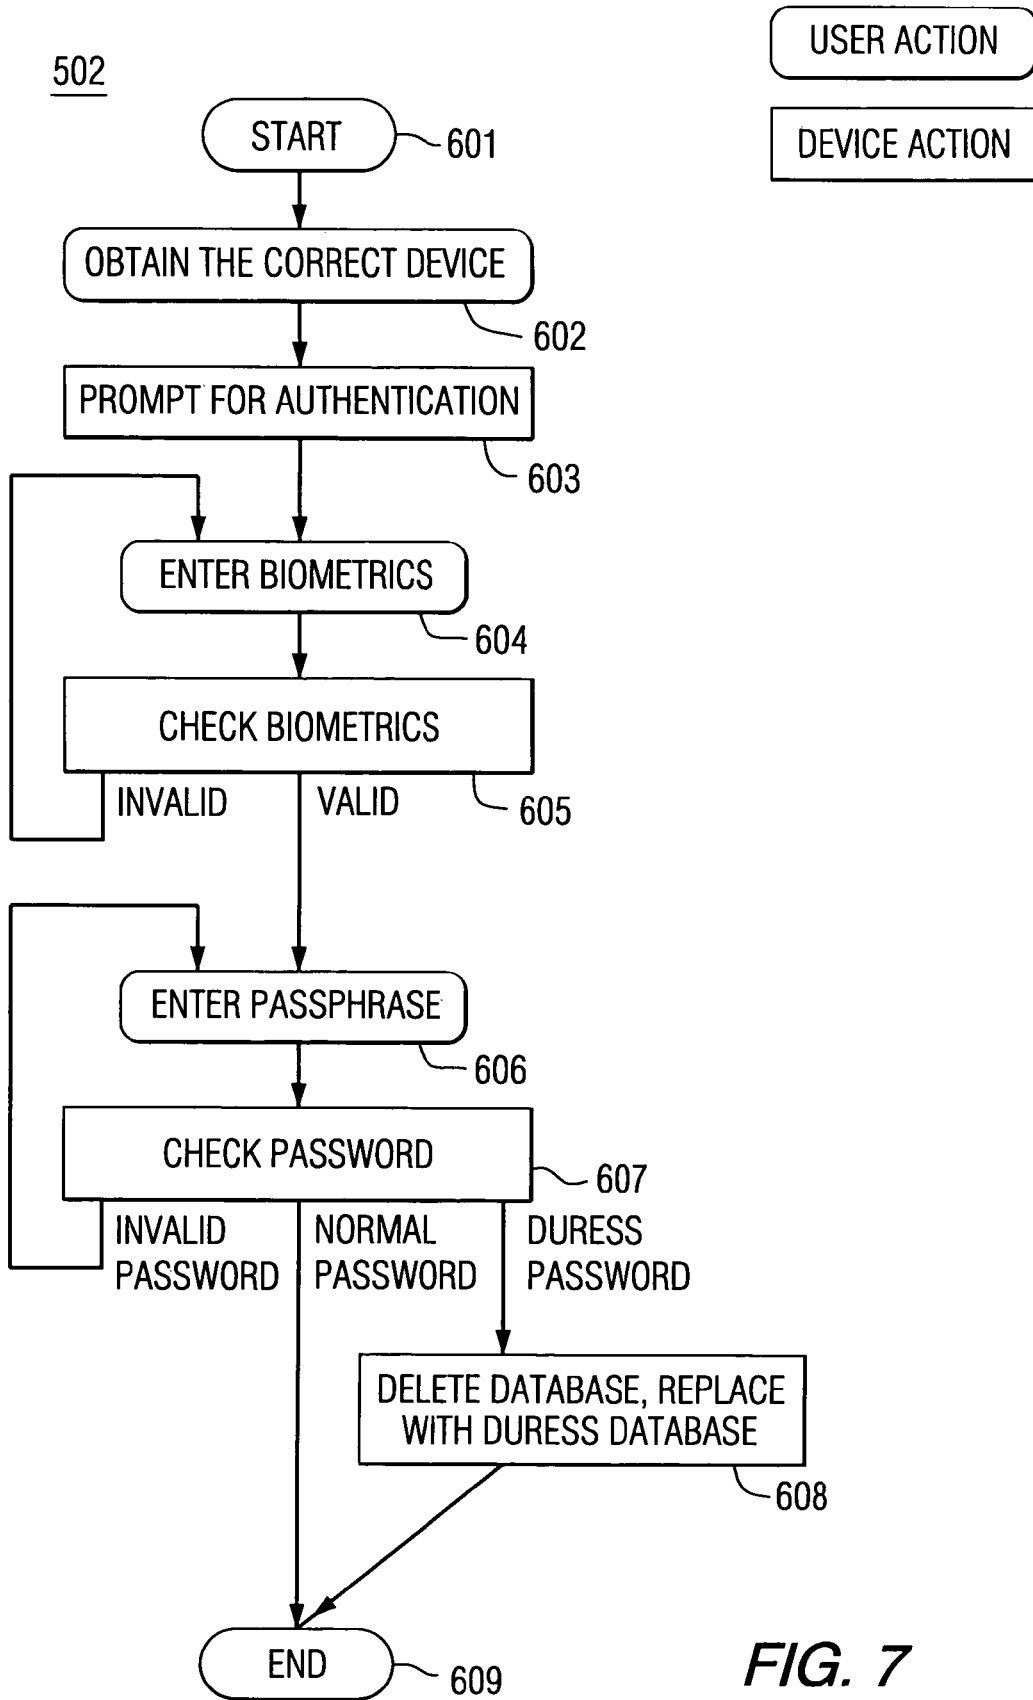 USER ACTION
502
START
601
DEVICE ACTION
OBTAIN THE CORRECT DEVICE
602
PROMPT FOR AUTHENTICATION
603
ENTER BIOMETRICS
604
CHECK BIOMETRICS
INVALID
VALID
605
ENTER PASSPHRASE
606
CHECK PASSWORD
607
INVALID
PASSWORD
NORMAL
PASSWORD
DURESS
PASSWORD
DELETE DATABASE, REPLACE
WITH DURESS DATABASE
608
END
609
FIG. 7